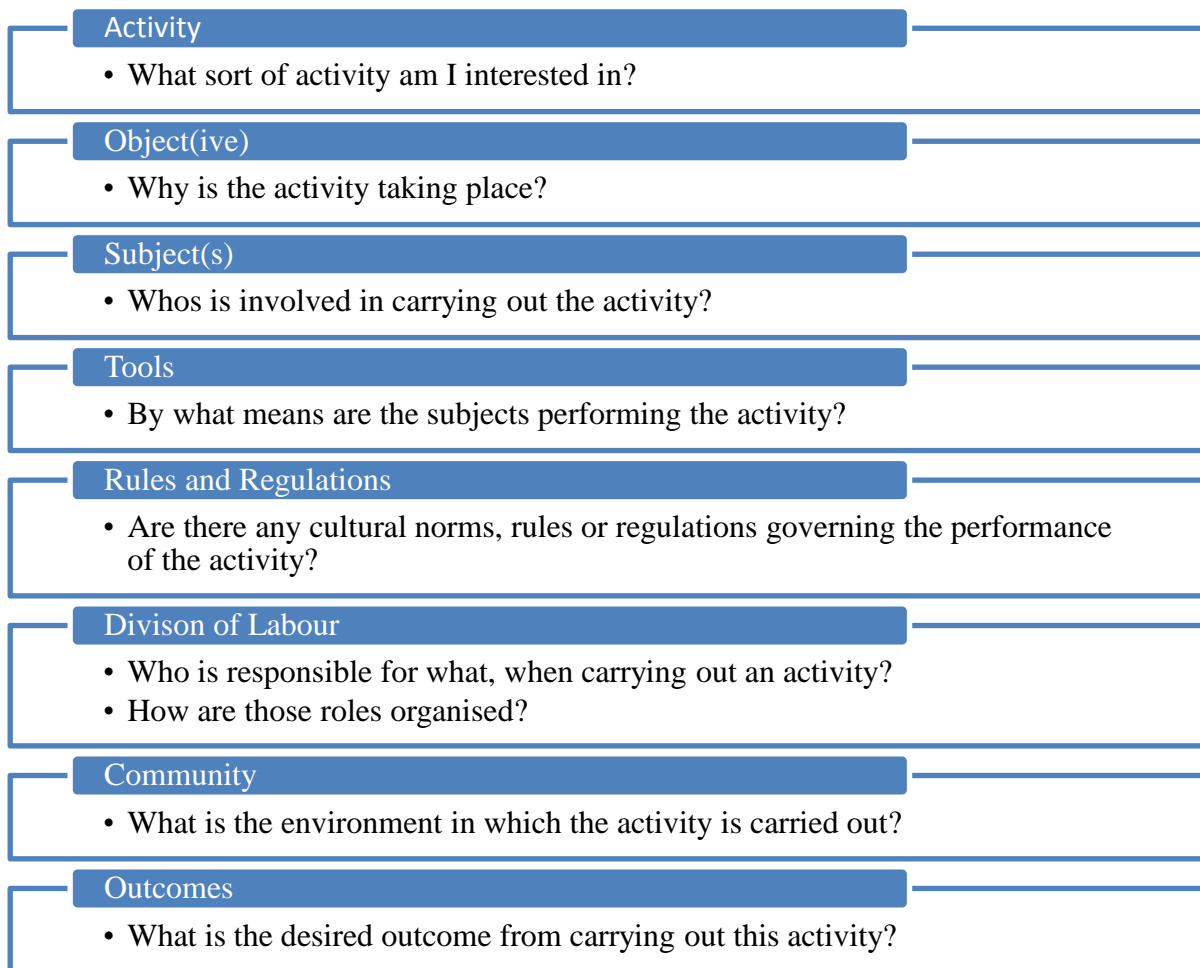 Activity
• What sort of activity am I interested in?
Object(ive)
• Why is the activity taking place?
Subject(s)
• Whos is involved in carrying out the activity?
Tools
• By what means are the subjects performing the activity?
Rules and Regulations
• Are there any cultural norms, rules or regulations governing the performance
of the activity?
Divison of Labour
• Who is responsible for what, when carrying out an activity?
• How are those roles organised?
Community
• What is the environment in which the activity is carried out?
Outcomes
• What is the desired outcome from carrying out this activity?